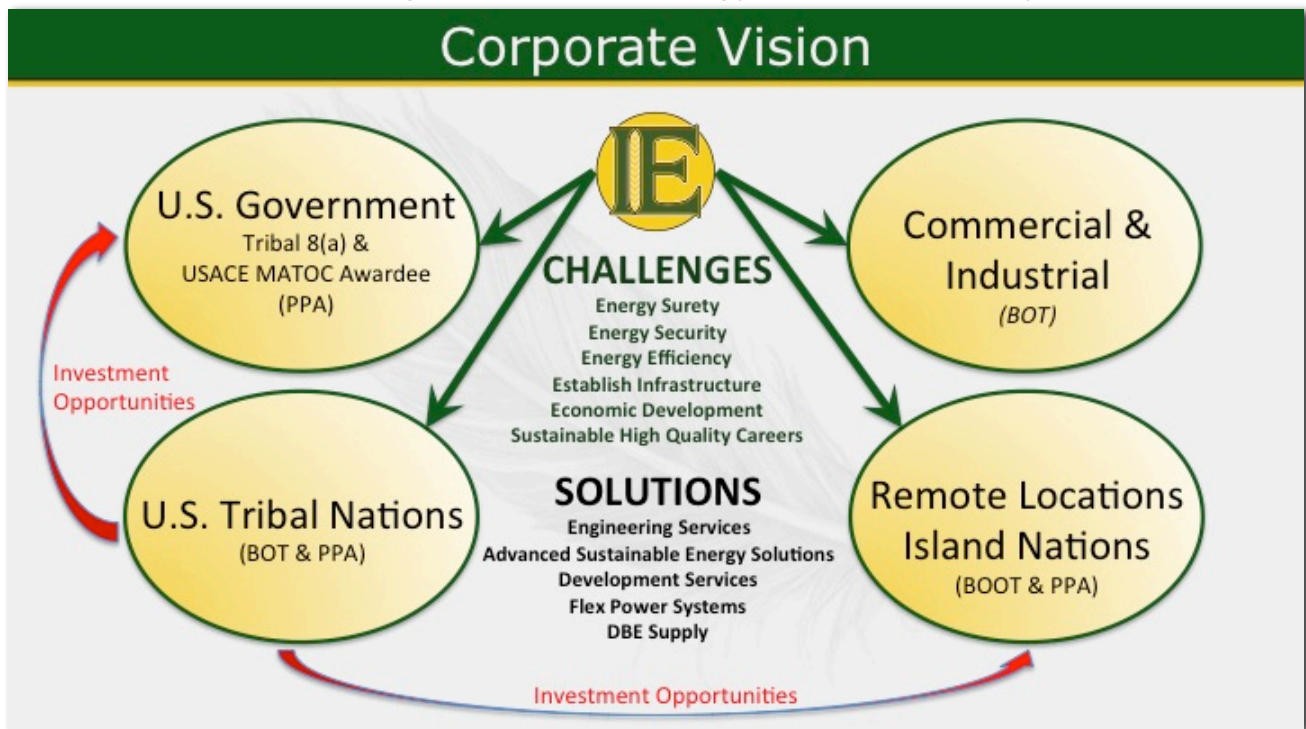 Corporate Vision
IE
U.S. Government
Tribal 8(a) &
USACE MATOC Awardee
(PPA)
Commercial &
Industrial
(BOT)
CHALLENGES
Energy Surety
Energy Security
Energy Efficiency
Establish Infrastructure
Economic Development
Sustainable High Quality Careers
Investment
Opportunities
U.S. Tribal Nations
(BOT & PPA)
SOLUTIONS
Engineering Services
Advanced Sustainable Energy Solutions
Development Services
Flex Power Systems
DBE Supply
Remote Locations
Island Nations
(BOOT & PPA)
Investment Opportunities